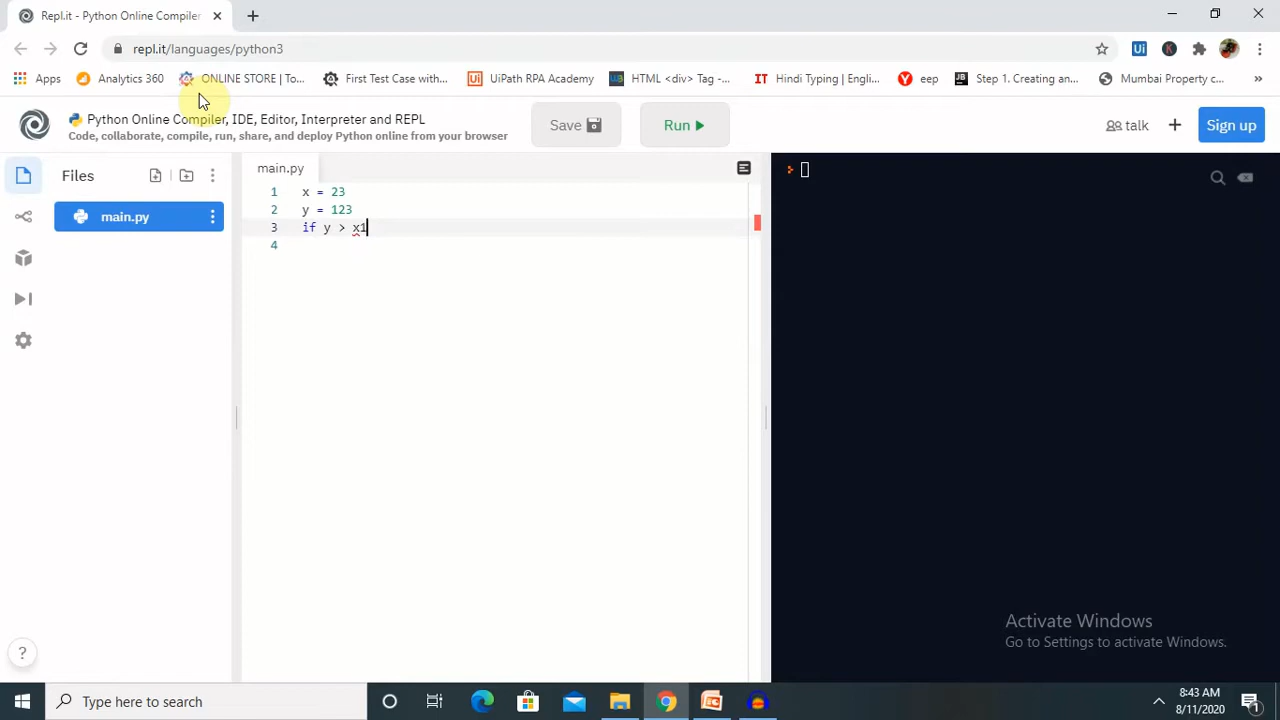 Repl.it - Python Online Compiler
repl.it/languages/python3
Apps
Analytics 360
ONLINE STORE | To...
First Test Case with...
UiPath RPA Academy
HTML <div> Tag -...
Hindi Typing | Engli...
eep
Step 1. Creating an...
Mumbai Property c...
»
Python Online Compiler, IDE, Editor, Interpreter and REPL
Code, collaborate, compile, run, share, and deploy Python online from your browser
Save
Run
talk
Sign up
Files
main.py
main.py
1 x = 23
2 y = 123
3 if y > x1
4
Activate Windows
Go to Settings to activate Windows.
?
Type here to search
8:43 AM
8/11/2020